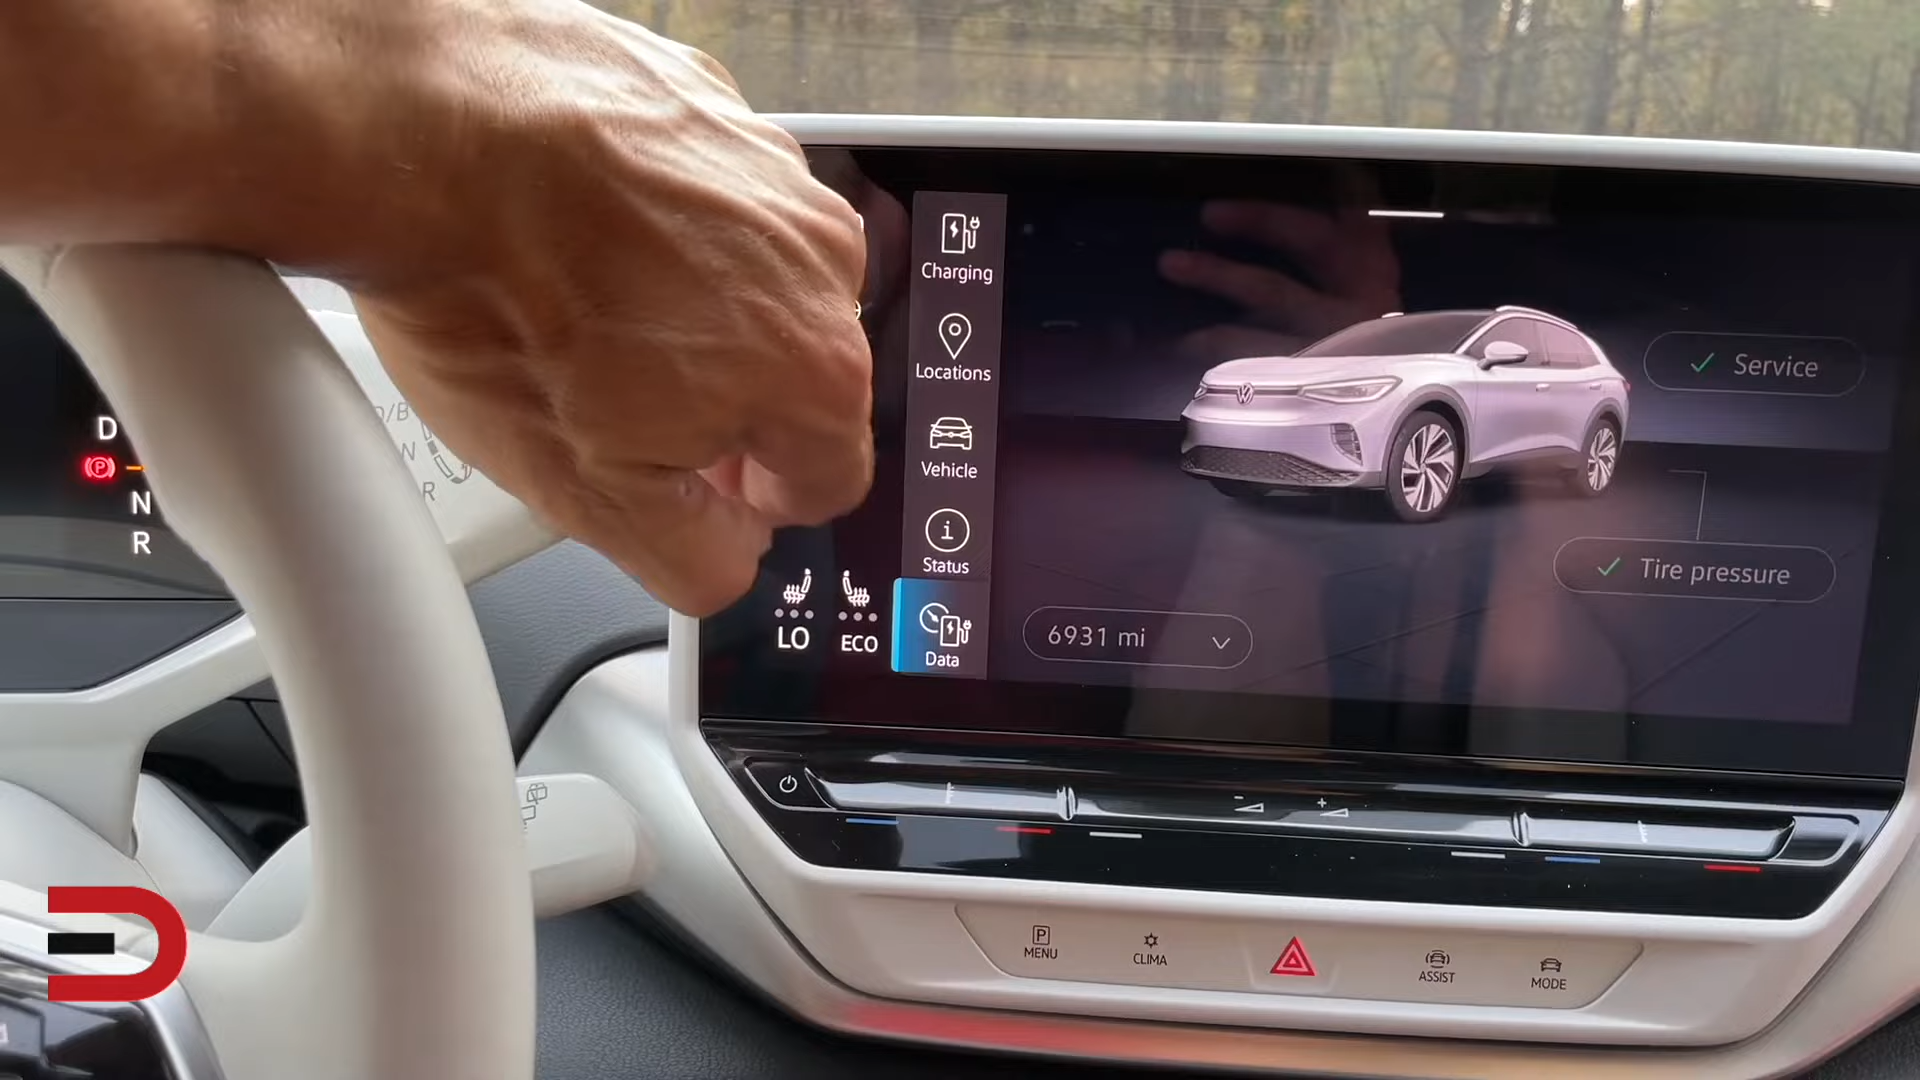 Charging
Locations
Vehicle
Status
Data
Service
Tire pressure
6931 mi
LO
ECO
D
P
N
R
D/B
N
R
P
MENU
CLIMA
ASSIST
MODE